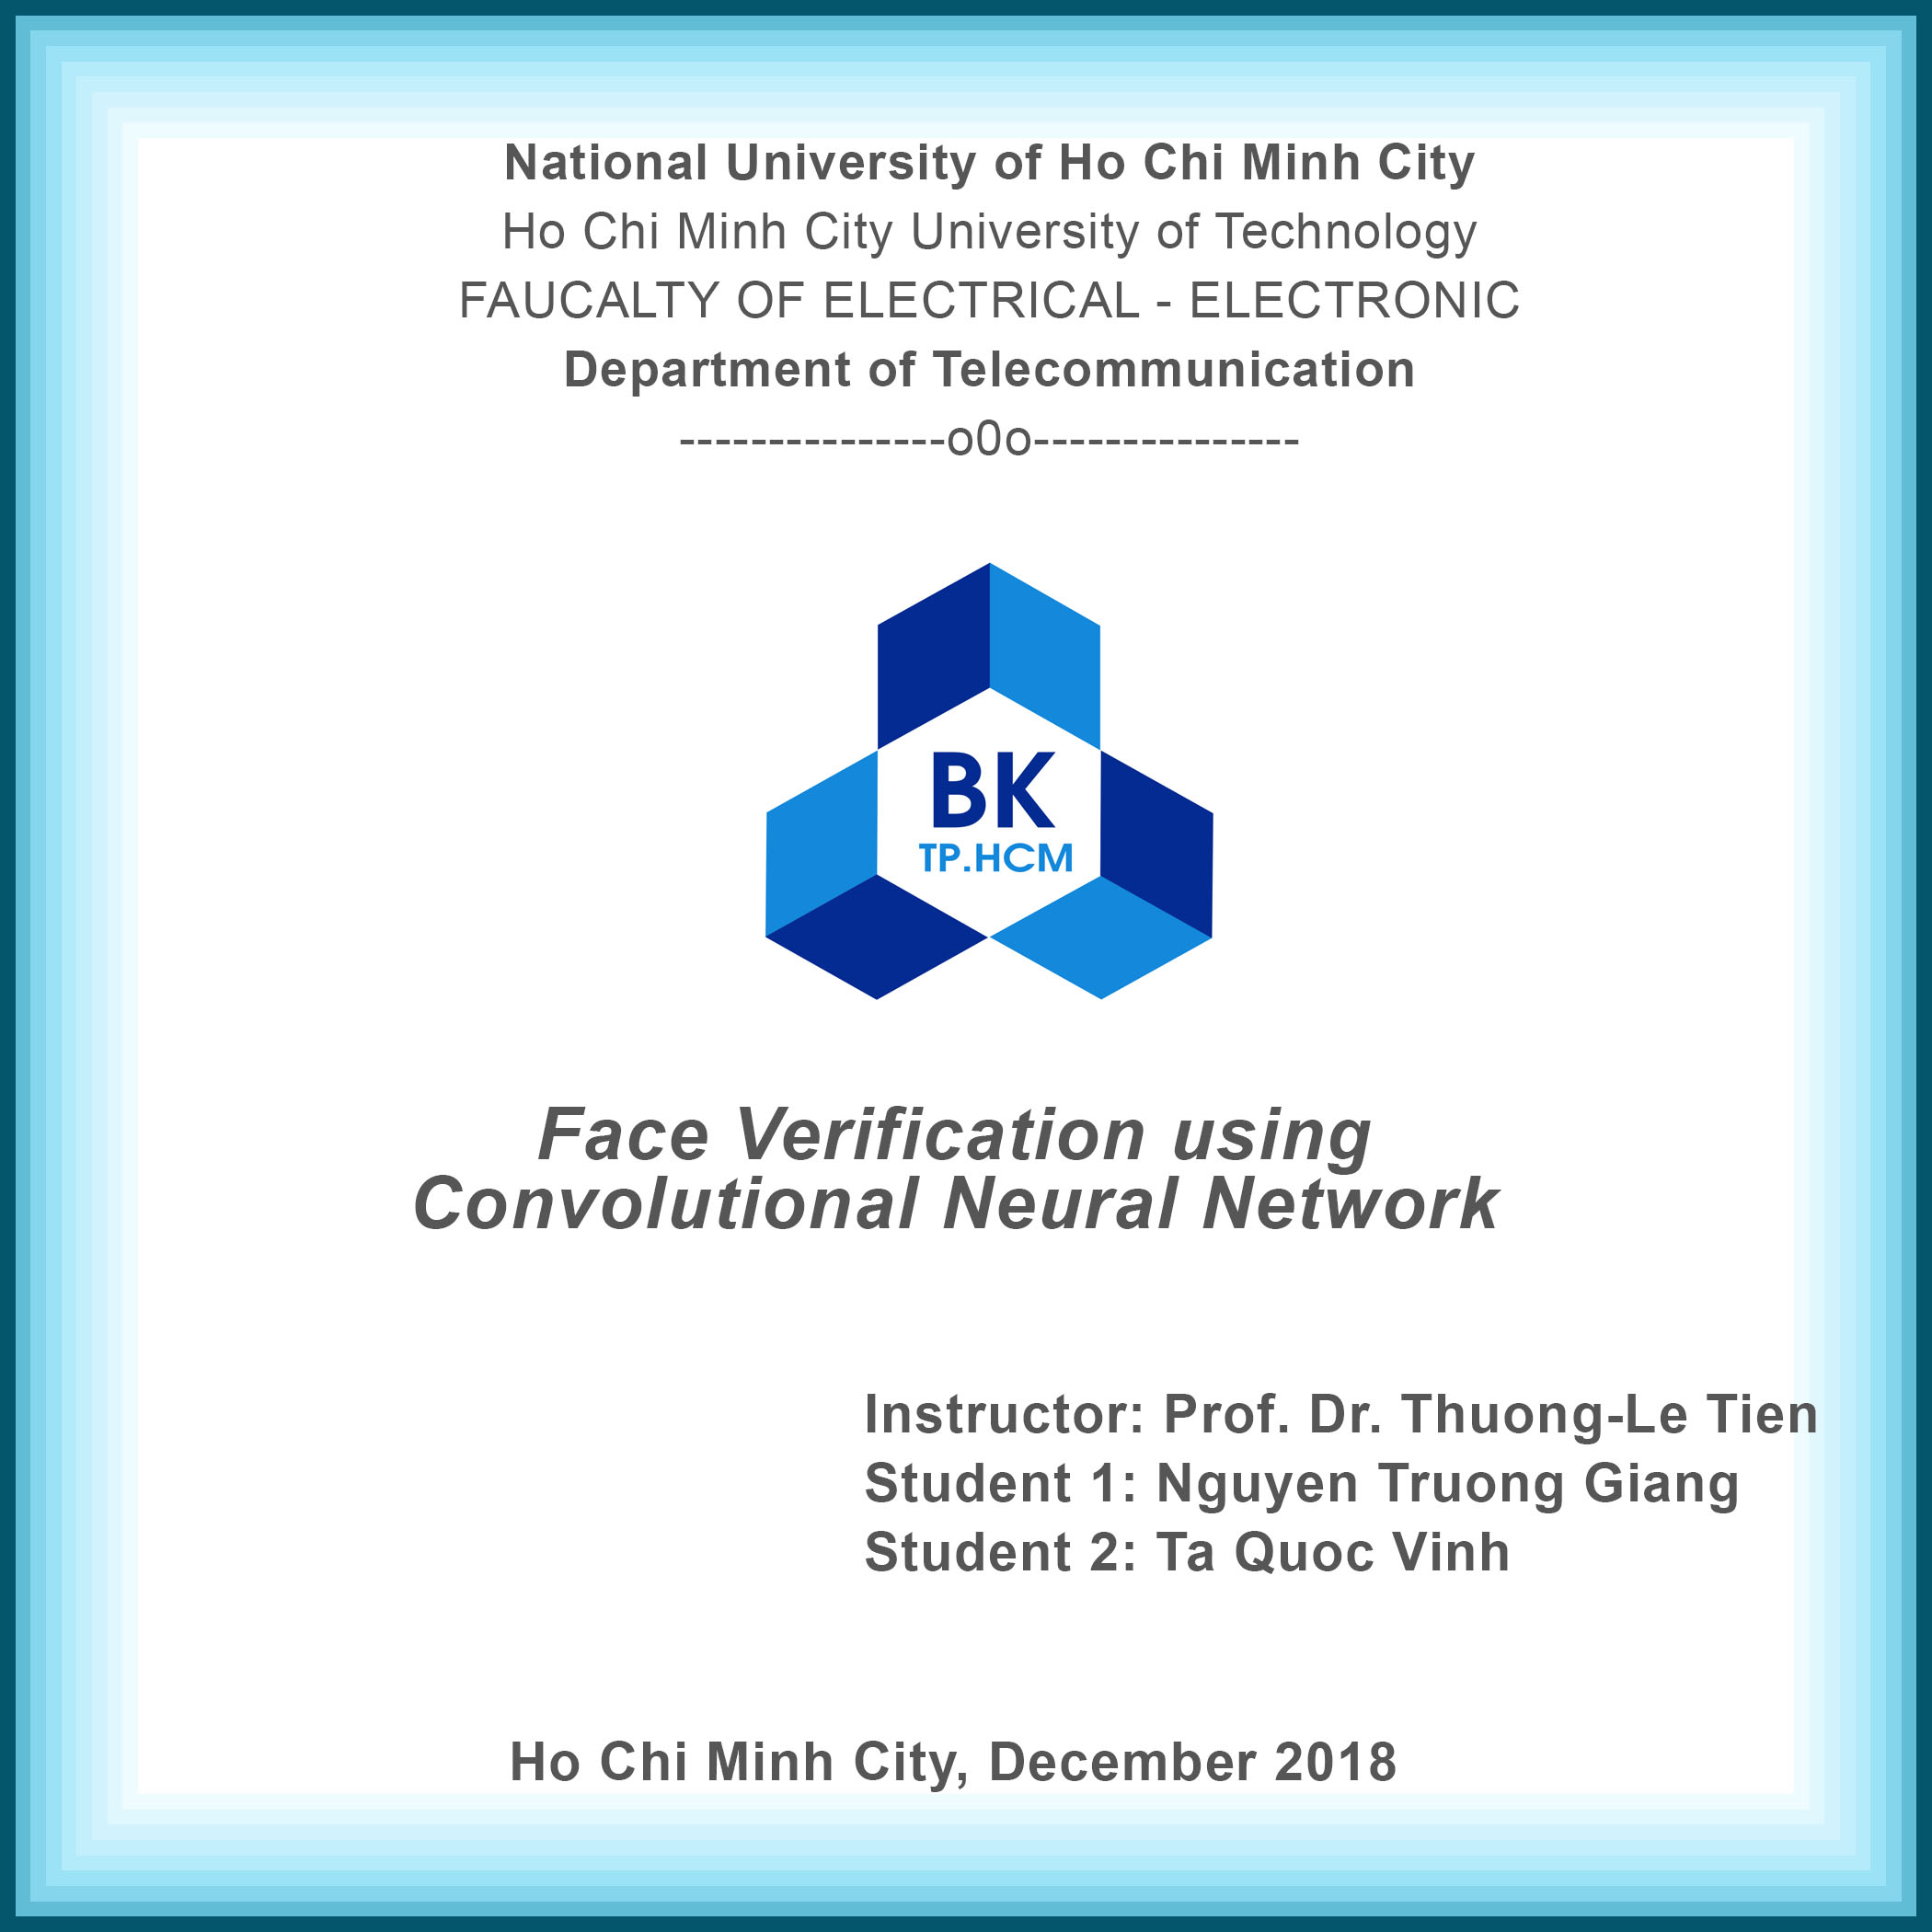 National University of Ho Chi Minh City
Ho Chi Minh City University of Technology
FAUCALTY OF ELECTRICAL - ELECTRONIC
Department of Telecommunication
---------------o0o---------------
BK
TP.HCM
Face Verification using
Convolutional Neural Network
Instructor: Prof. Dr. Thuong-Le Tien
Student 1: Nguyen Truong Giang
Student 2: Ta Quoc Vinh
Ho Chi Minh City, December 2018